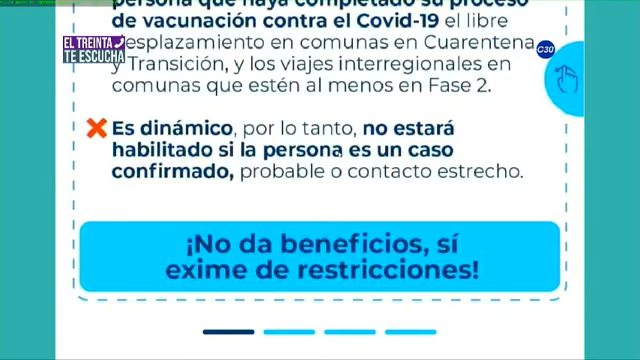 persona que haya completado su proceso
de vacunación contra el Covid-19 el libre
desplazamiento en comunas en Cuarentena
y Transición, y los viajes interregionales en
comunas que estén al menos en Fase 2.
Es dinámico, por lo tanto, no estará
habilitado si la persona es un caso
confirmado, probable o contacto estrecho.
¡No da beneficios, sí
exime de restricciones!
EL TREINTA
TE ESCUCHA
C30